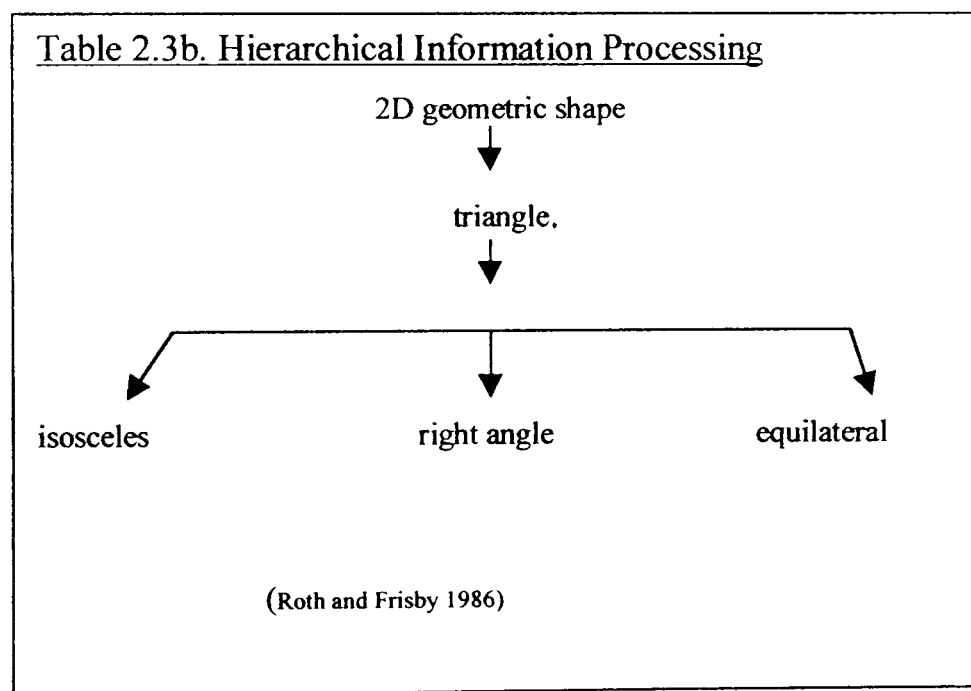 Table 2.3b. Hierarchical Information Processing
2D geometric shape
triangle.
isosceles right angle equilateral
(Roth and Frisby 1986)